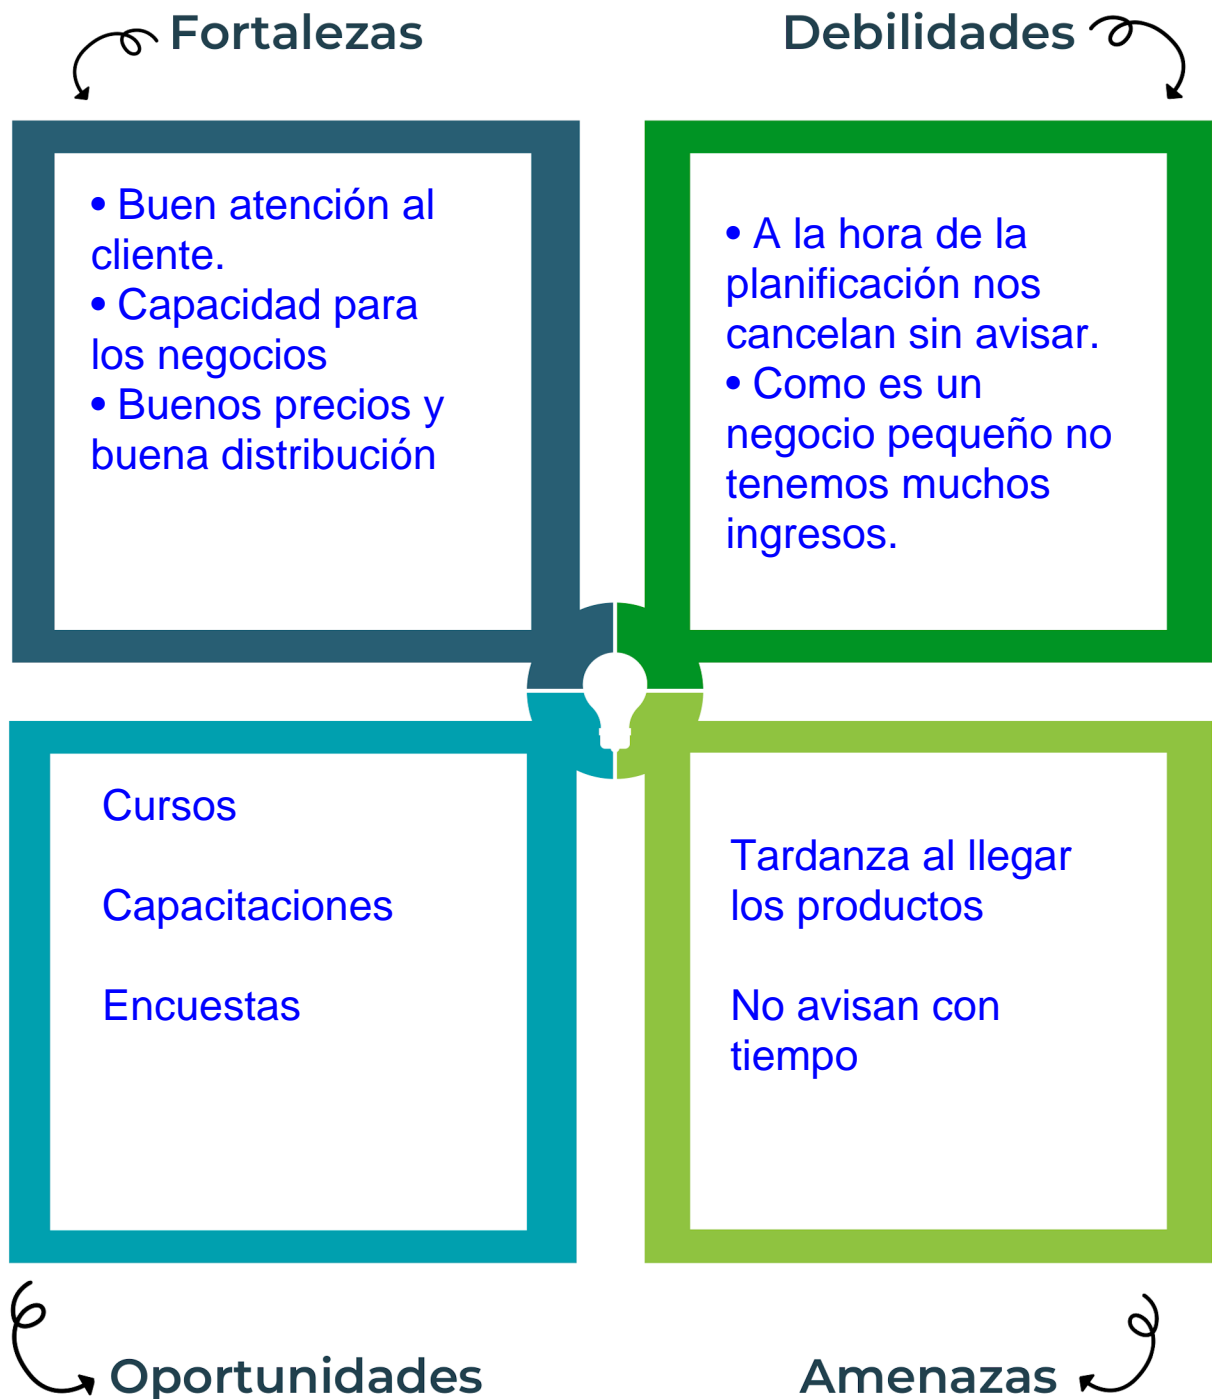 Fortalezas
• Buen atención al
cliente.
• Capacidad para
los negocios
• Buenos precios y
buena distribución
Debilidades
• A la hora de la
planificación nos
cancelan sin avisar.
• Como es un
negocio pequeño no
tenemos muchos
ingresos.
Cursos
Capacitaciones
Encuestas
Oportunidades
Tardanza al llegar
los productos
No avisan con
tiempo
Amenazas